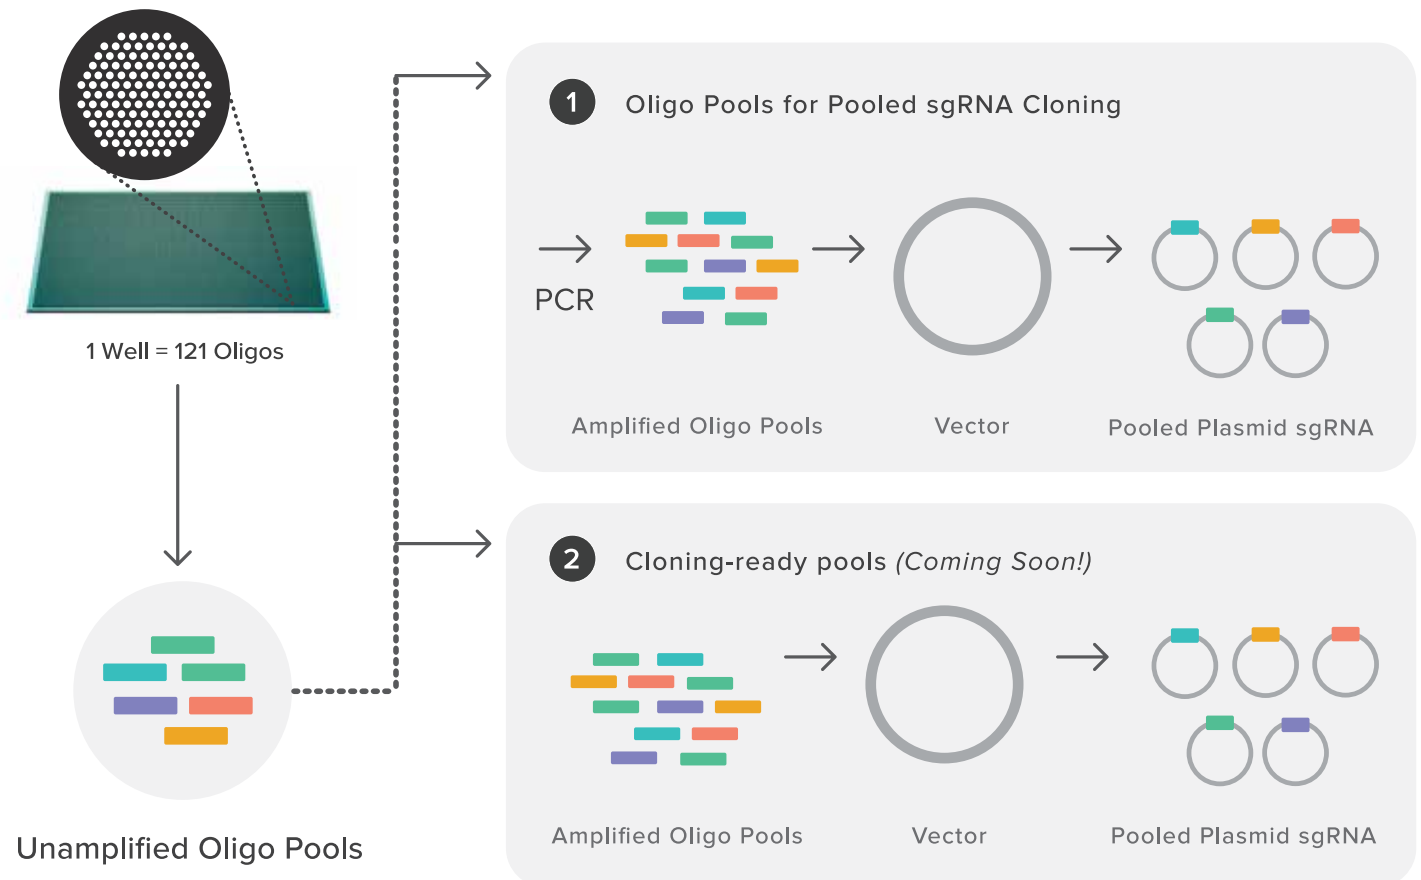 1 Well = 121 Oligos
Unamplified Oligo Pools
1 Oligo Pools for Pooled sgRNA Cloning
PCR
Amplified Oligo Pools
Vector
Pooled Plasmid sgRNA
2 Cloning-ready pools (Coming Soon!)
Amplified Oligo Pools
Vector
Pooled Plasmid sgRNA